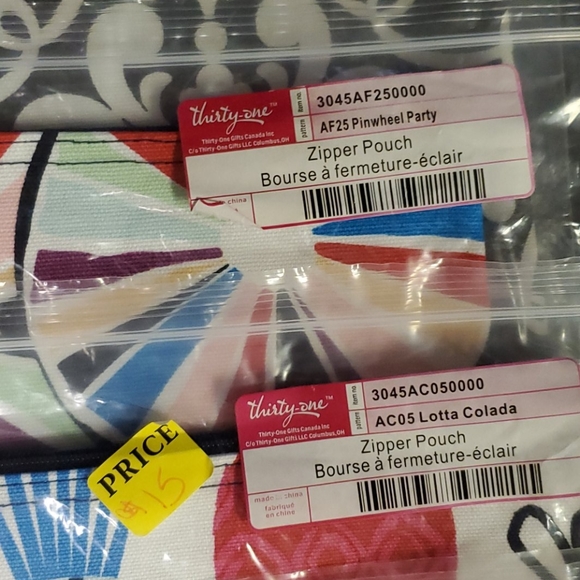 thirty-one™
Thirty-One Gifts Canada Inc
C/o Thirty-One Gifts LLC Columbus,OH
item no.
3045AF250000
pattern
AF25 Pinwheel Party
Zipper Pouch
Bourse à fermeture-éclair
china
thirty-one™
Thirty-One Gifts Canada Inc
C/o Thirty-One Gifts LLC Columbus,OH
item no.
3045AC050000
pattern
AC05 Lotta Colada
Zipper Pouch
Bourse à fermeture-éclair
made in china
fabriqué
en chine
PRICE
$15